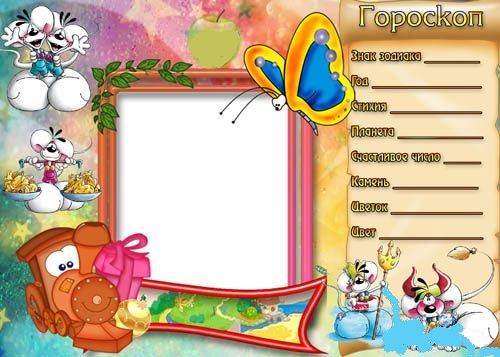 Гороскоп
Знак зодиака
Год
Стихия
Планета
Счастливое число
Камень
Цветок
Цвет